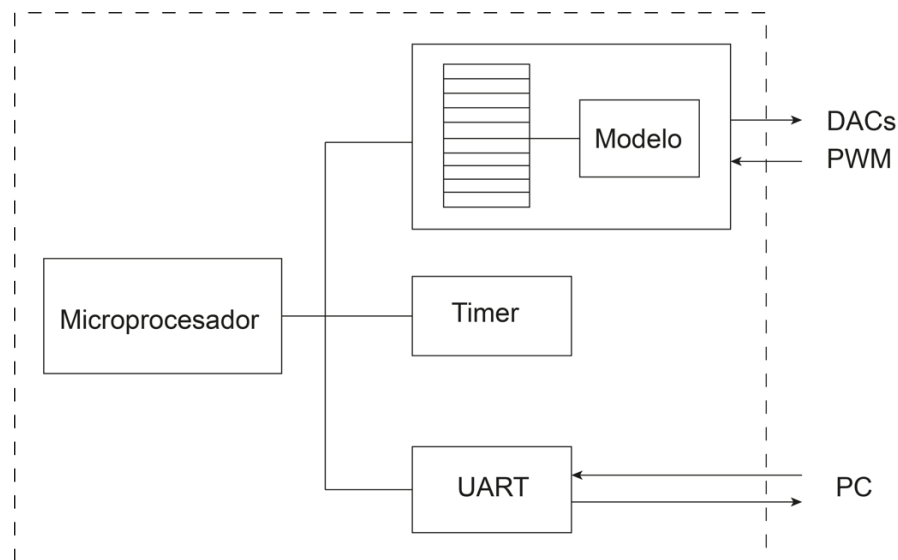 Modelo
DACs
PWM
Microprocesador
Timer
UART
PC